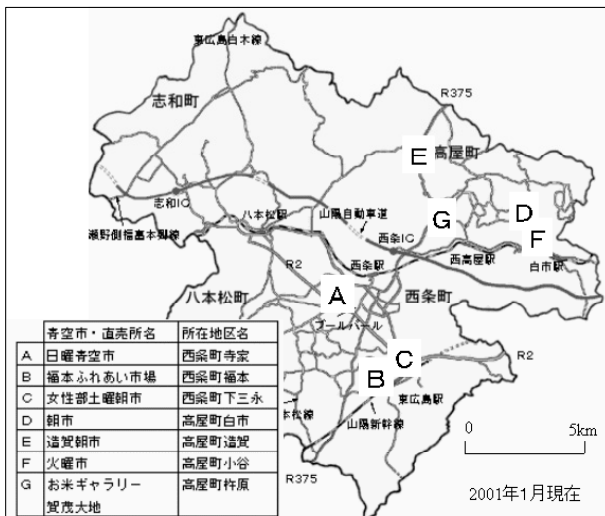 東広島白木線
志和町
R375
E
高屋町
志和IC
八本松駅
山陽自動車道
G
D
F
瀬野川福富本郷線
西条IC
西高屋駅
白市駅
R2
西条駅
八本松町
A
西条町
ブールバール
C
R2
B
東広島駅
山陽新幹線
R375
0
5km
2001年1月現在
青空市・直売所名 所在地区名
A 日曜青空市 西条町寺家
B 福本ふれあい市場 西条町福本
C 女性部土曜朝市 西条町下三永
D 朝市 高屋町白市
E 造賀朝市 高屋町造賀
F 火曜市 高屋町小谷
G お米ギャラリー 高屋町杵原
賀茂大地